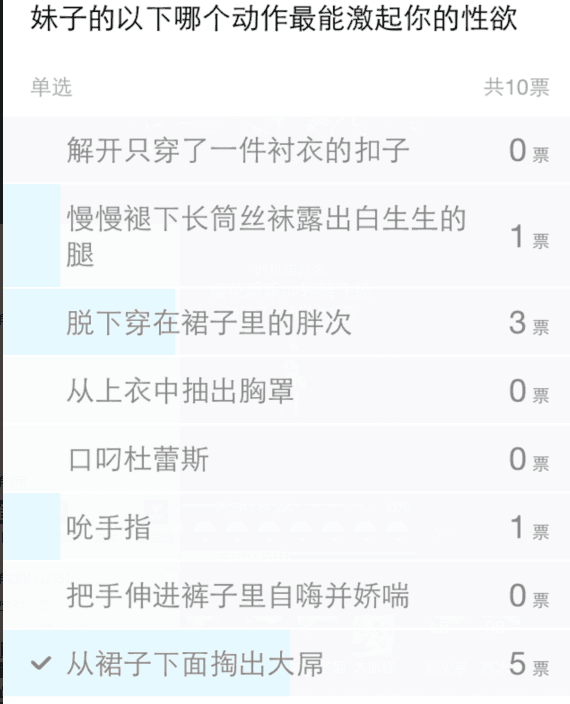 妹子的以下哪个动作最能激起你的性欲
单选 共10票
解开只穿了一件衬衣的扣子 0 票
慢慢褪下长筒丝袜露出白生生的
腿 1 票
脱下穿在裙子里的胖次 3 票
从上衣中抽出胸罩 0 票
口叼杜蕾斯 0 票
吮手指 1 票
把手伸进裤子里自嗨并娇喘 0 票
从裙子下面掏出大屌 5 票